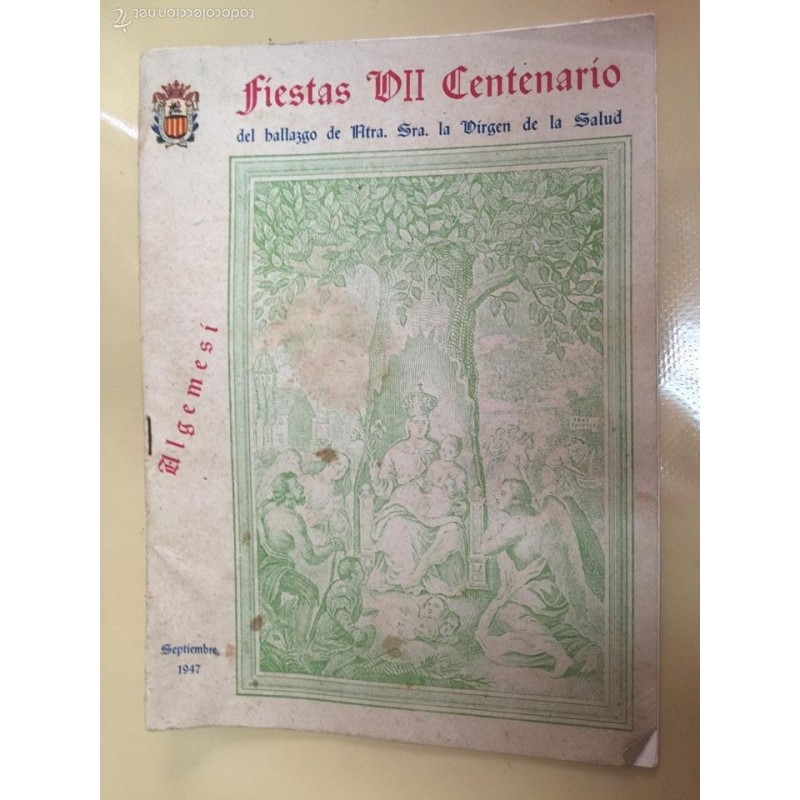 todocoleccion.net
Fiestas VII Centenario
del hallazgo de Ntra. Sra. la Virgen de la Salud
Algemesí
Septiembre
1947